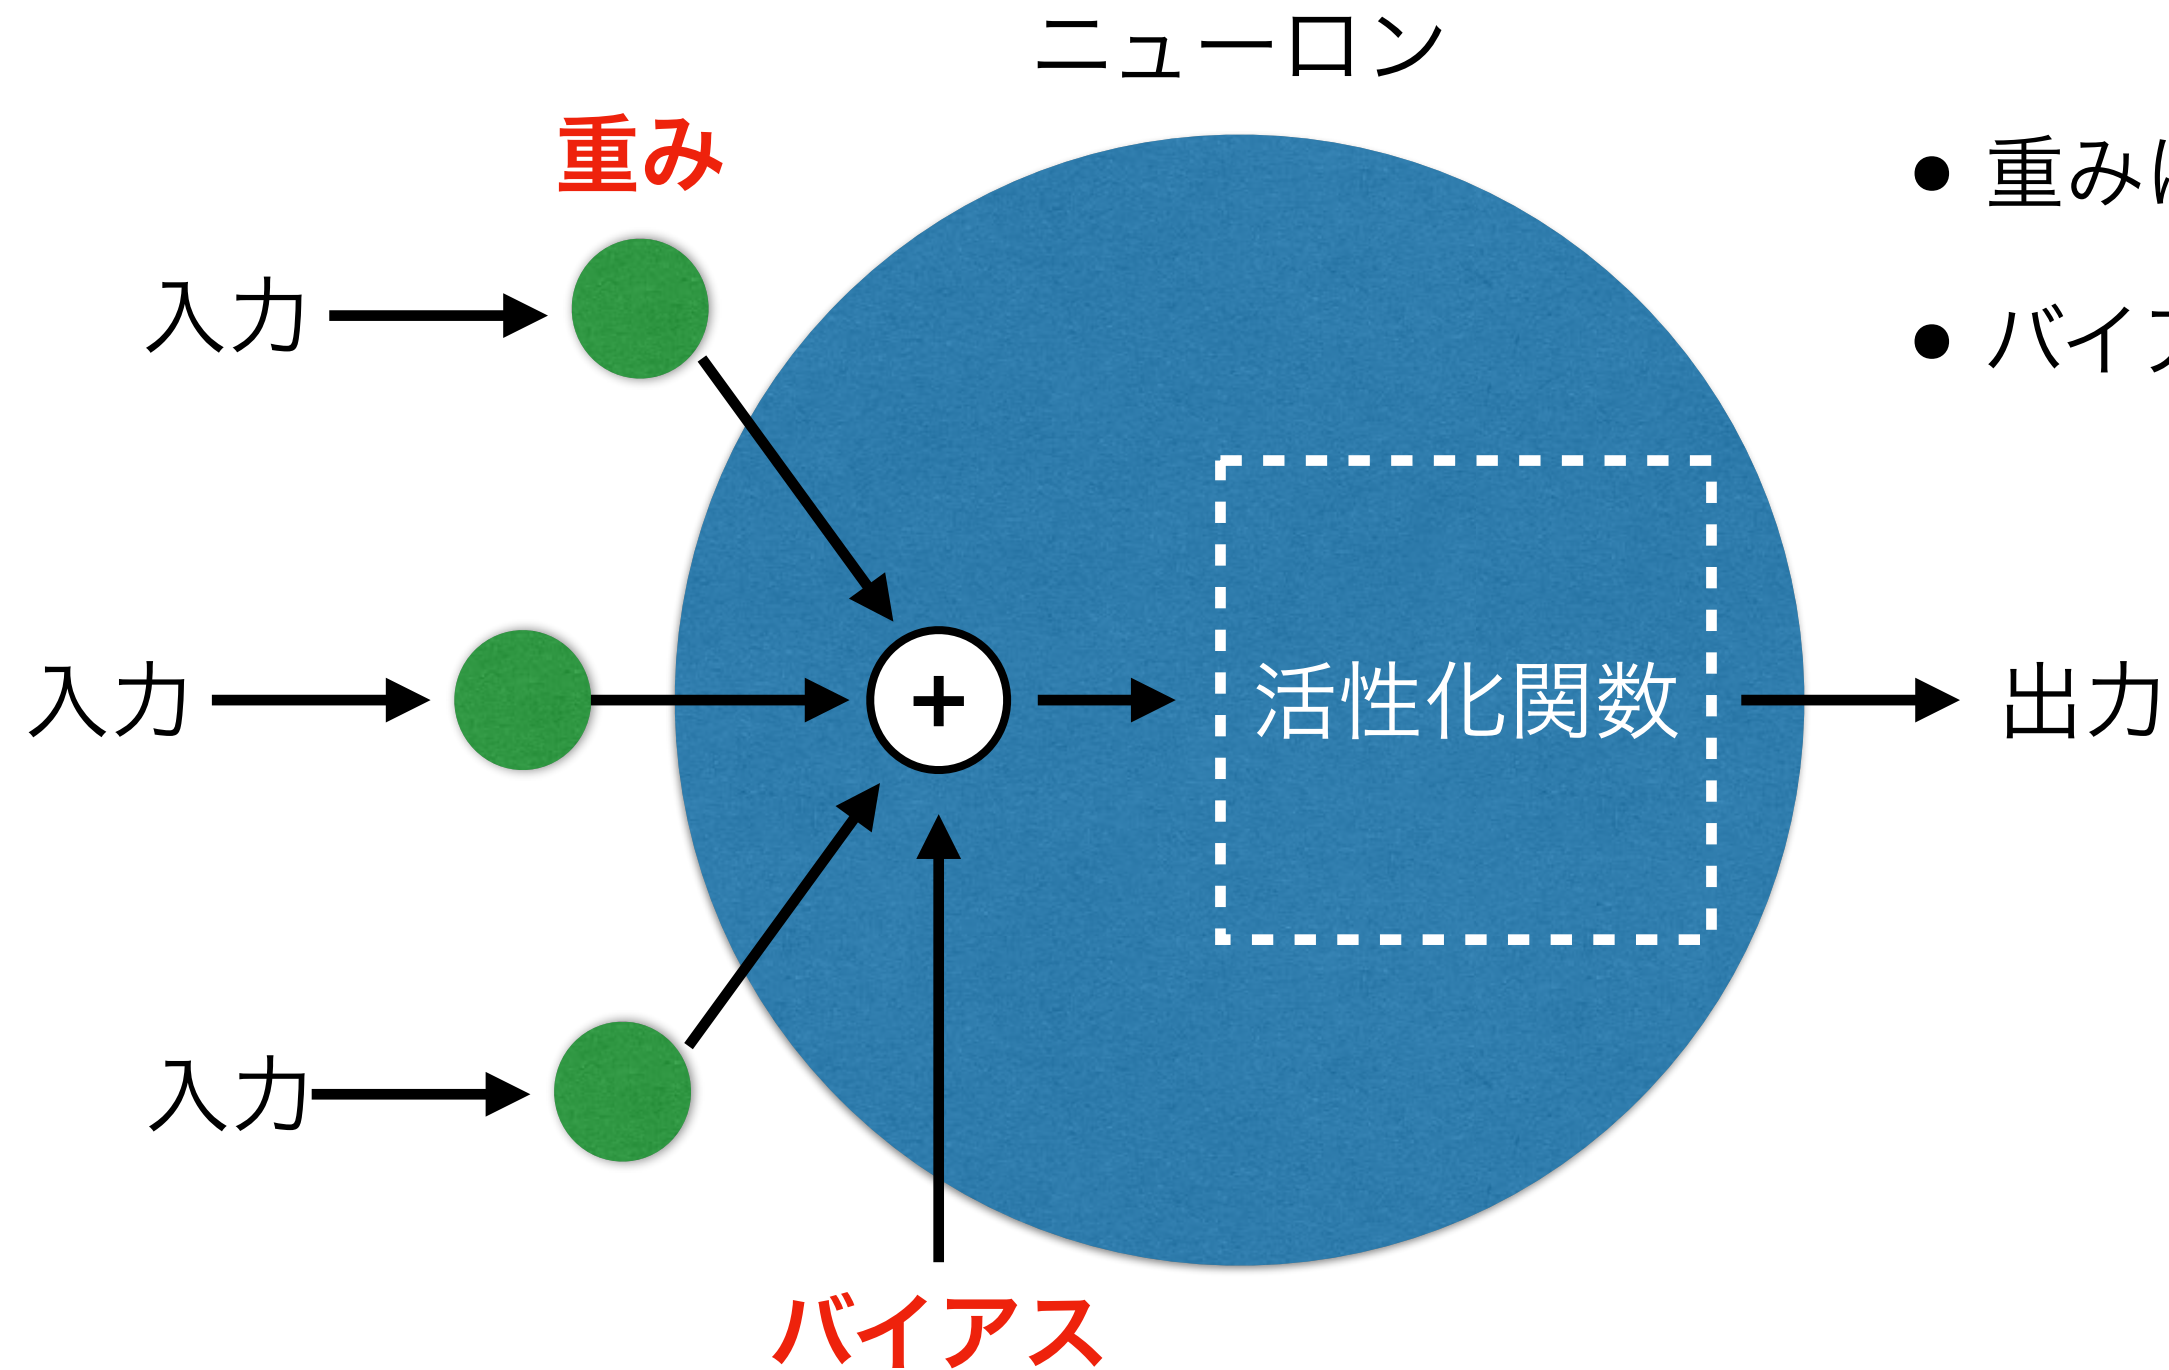 ニューロン
重み
• 重み
• バイ
入力
入力
+
活性化関数
出力
入力
バイアス